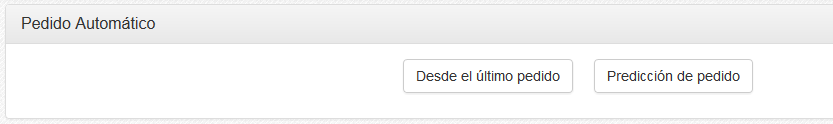 Pedido Automático
Desde el último pedido
Predicción de pedido